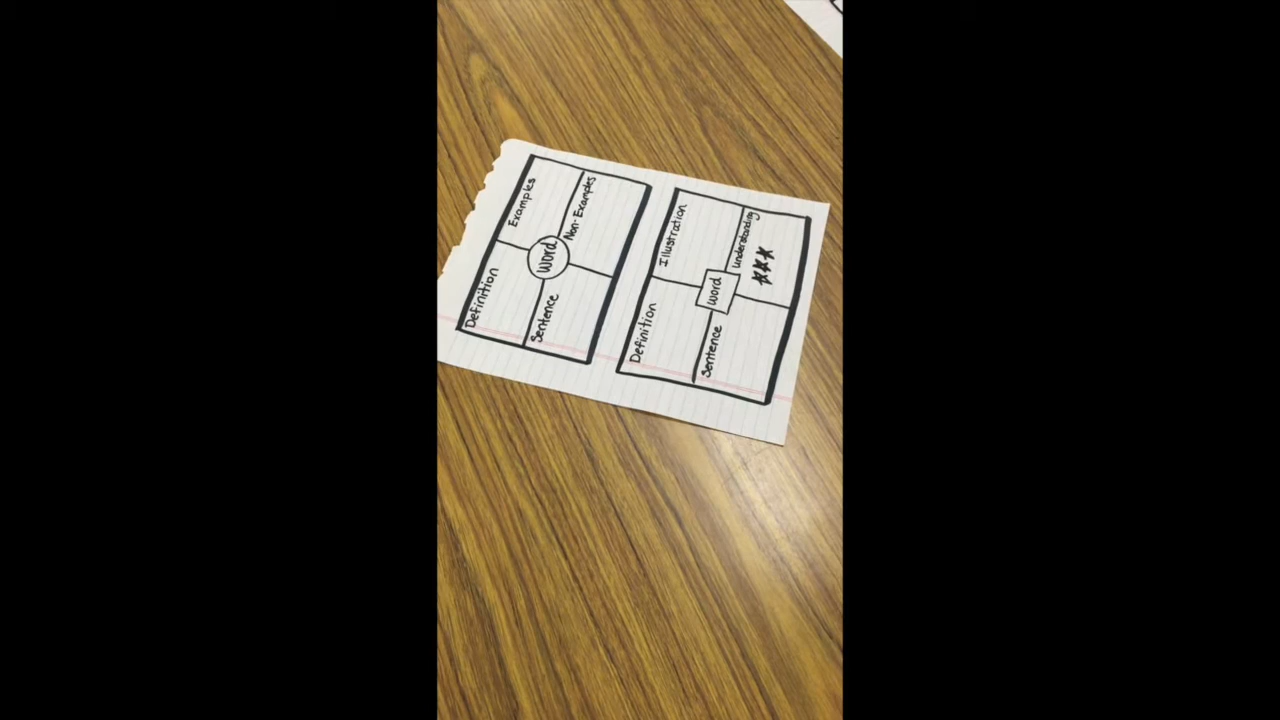 Definition
Examples
Word
Sentence
Non-Examples
Definition
Illustration
Word
Sentence
Understanding